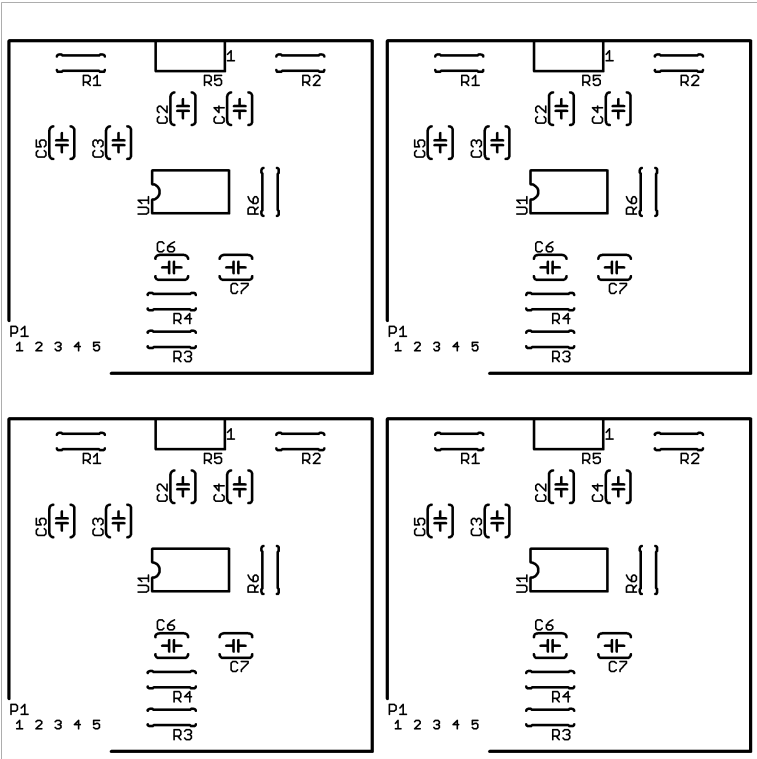 1 1
R1 R5 R2 R1 R5 R2
C2 C4 C2 C4
C5 C3 C5 C3
U1 R6 U1 R6
C6 C6
C7 C7
R4 R4
P1 P1
1 2 3 4 5 1 2 3 4 5
R3 R3
1 1
R1 R5 R2 R1 R5 R2
C2 C4 C2 C4
C5 C3 C5 C3
U1 R6 U1 R6
C6 C6
C7 C7
R4 R4
P1 P1
1 2 3 4 5 1 2 3 4 5
R3 R3